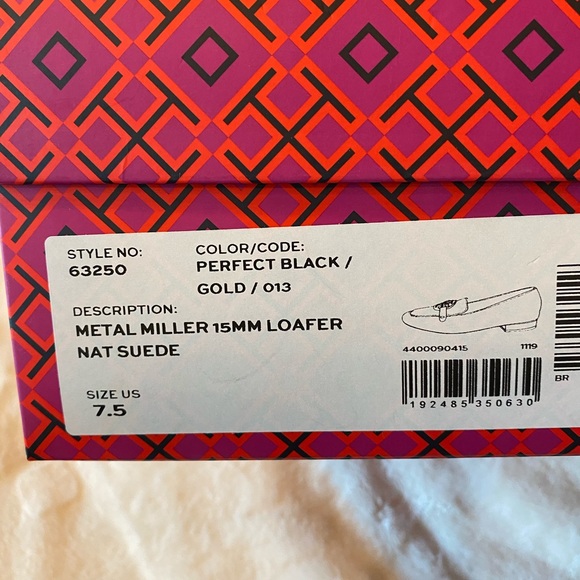 STYLE NO:
63250
COLOR/CODE:
PERFECT BLACK /
GOLD / 013
DESCRIPTION:
METAL MILLER 15MM LOAFER
NAT SUEDE
SIZE US
7.5
4400090415 1119
192485 350630
BR